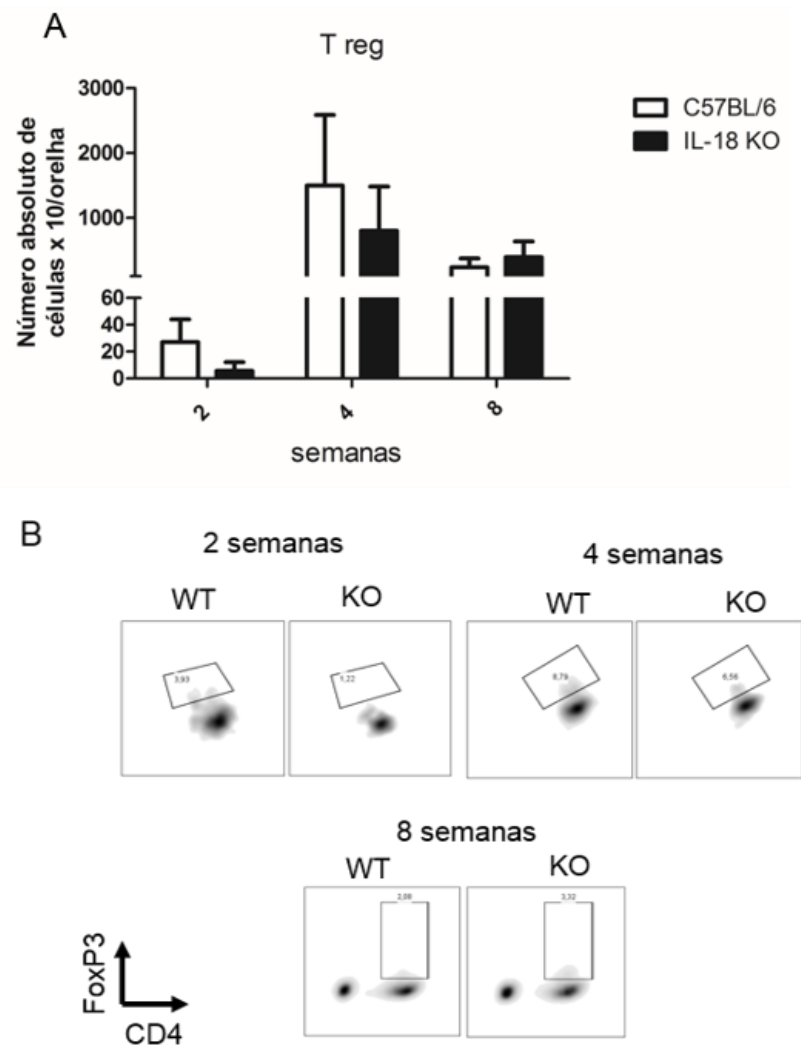 A
T reg
Número absoluto de
células x 10/orelha
3000
2000
1000
60
40
20
0
2
4
8
semanas
C57BL/6
IL-18 KO
B
2 semanas
4 semanas
WT
KO
WT
KO
3,93
1,22
8,79
6,56
8 semanas
WT
KO
3,32
FoxP3
CD4